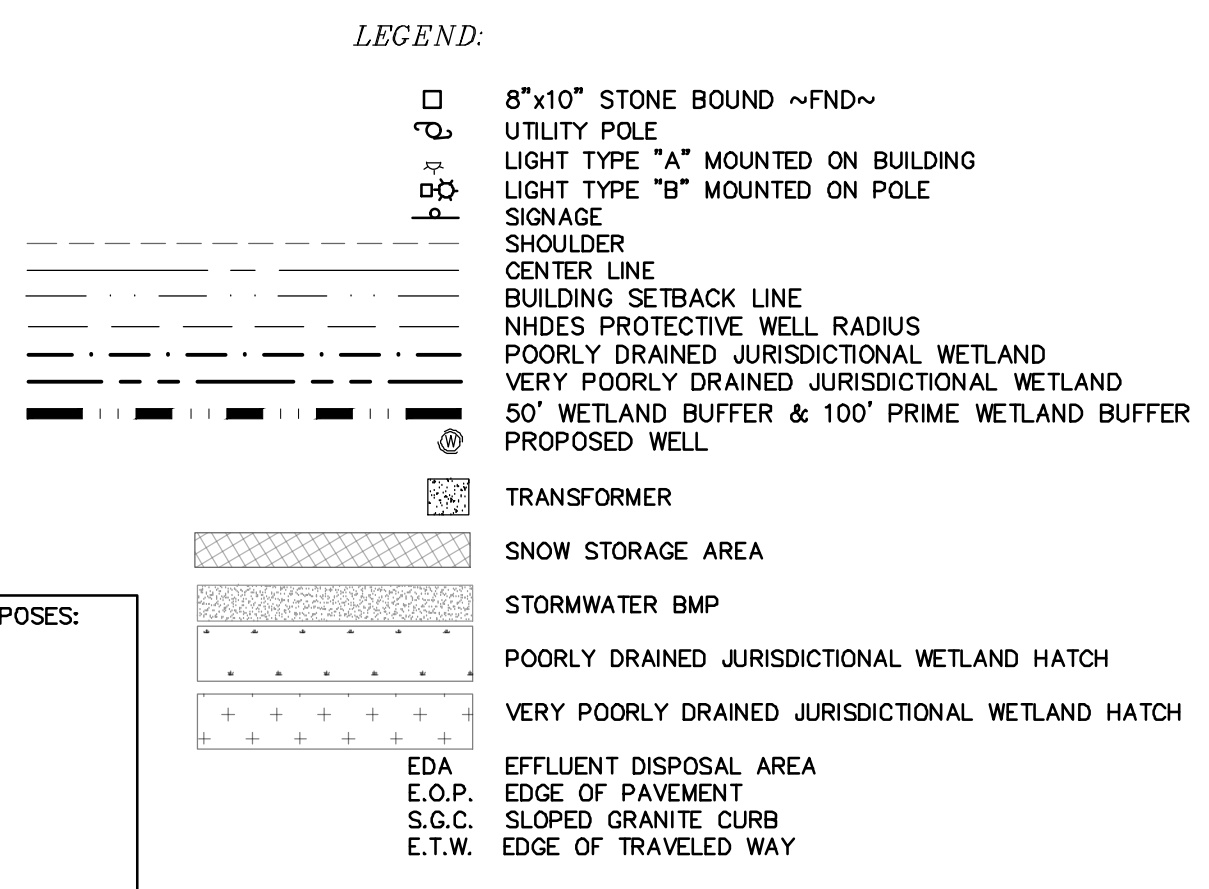 LEGEND:
8"x10" STONE BOUND ~FND~
UTILITY POLE
LIGHT TYPE "A" MOUNTED ON BUILDING
LIGHT TYPE "B" MOUNTED ON POLE
SIGNAGE
SHOULDER
CENTER LINE
BUILDING SETBACK LINE
NHDES PROTECTIVE WELL RADIUS
POORLY DRAINED JURISDICTIONAL WETLAND
VERY POORLY DRAINED JURISDICTIONAL WETLAND
50' WETLAND BUFFER & 100' PRIME WETLAND BUFFER
W PROPOSED WELL
TRANSFORMER
SNOW STORAGE AREA
STORMWATER BMP
POSES:
POORLY DRAINED JURISDICTIONAL WETLAND HATCH
VERY POORLY DRAINED JURISDICTIONAL WETLAND HATCH
EDA EFFLUENT DISPOSAL AREA
E.O.P. EDGE OF PAVEMENT
S.G.C. SLOPED GRANITE CURB
E.T.W. EDGE OF TRAVELED WAY